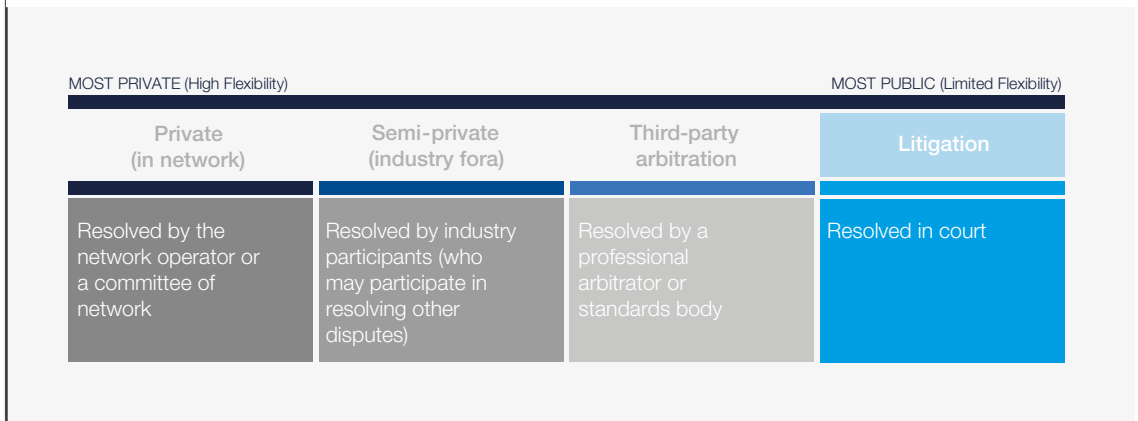 MOST PRIVATE (High Flexibility)
MOST PUBLIC (Limited Flexibility)
Private
(in network)
Semi-private
(industry fora)
Third-party
arbitration
Litigation
Resolved by the
network operator or
a committee of
network
Resolved by industry
participants (who
may participate in
resolving other
disputes)
Resolved by a
professional
arbitrator or
standards body
Resolved in court